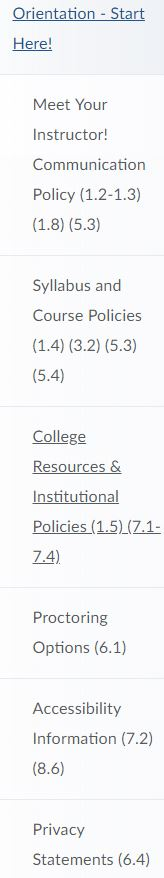 Orientation - Start
Here!
Meet Your
Instructor!
Communication
Policy (1.2-1.3)
(1.8) (5.3)
Syllabus and
Course Policies
(1.4) (3.2) (5.3)
(5.4)
College
Resources &
Institutional
Policies (1.5) (7.1-
7.4)
Proctoring
Options (6.1)
Accessibility
Information (7.2)
(8.6)
Privacy
Statements (6.4)